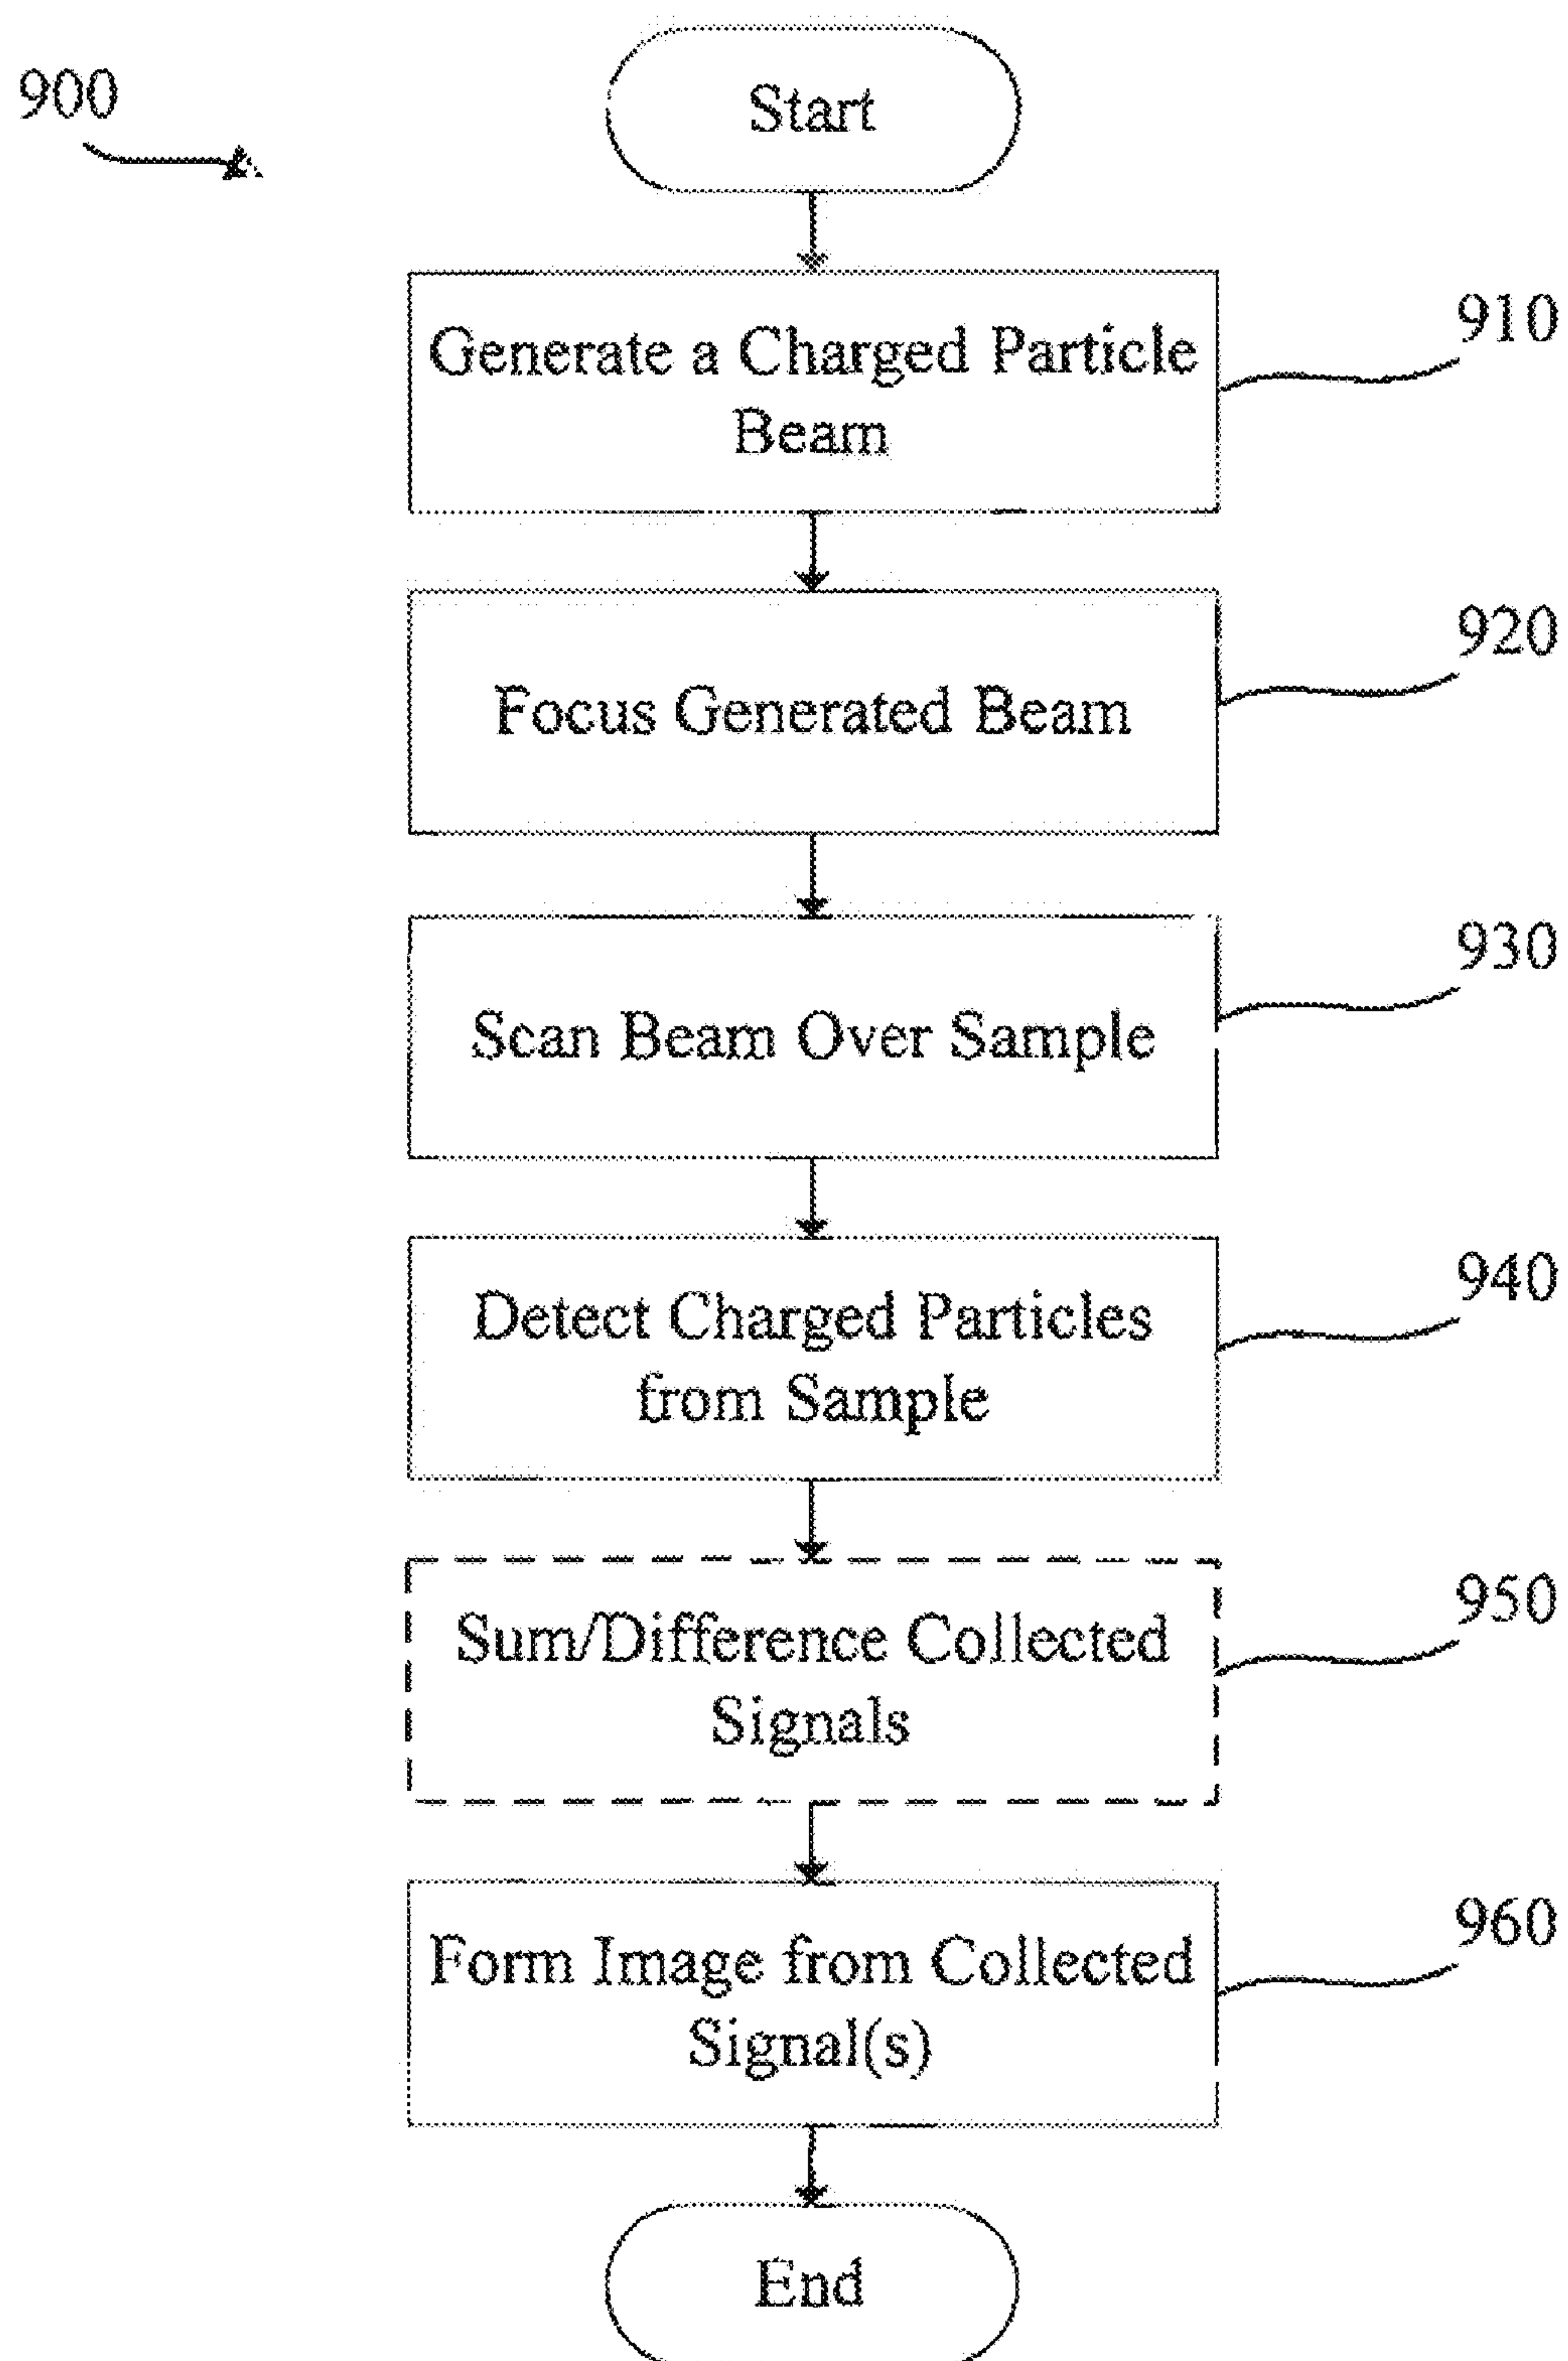 900
Start
Generate a Charged Particle
Beam
910
Focus Generated Beam
920
Scan Beam Over Sample
930
Detect Charged Particles
from Sample
940
Sum/Difference Collected
Signals
950
Form Image from Collected
Signal(s)
960
End